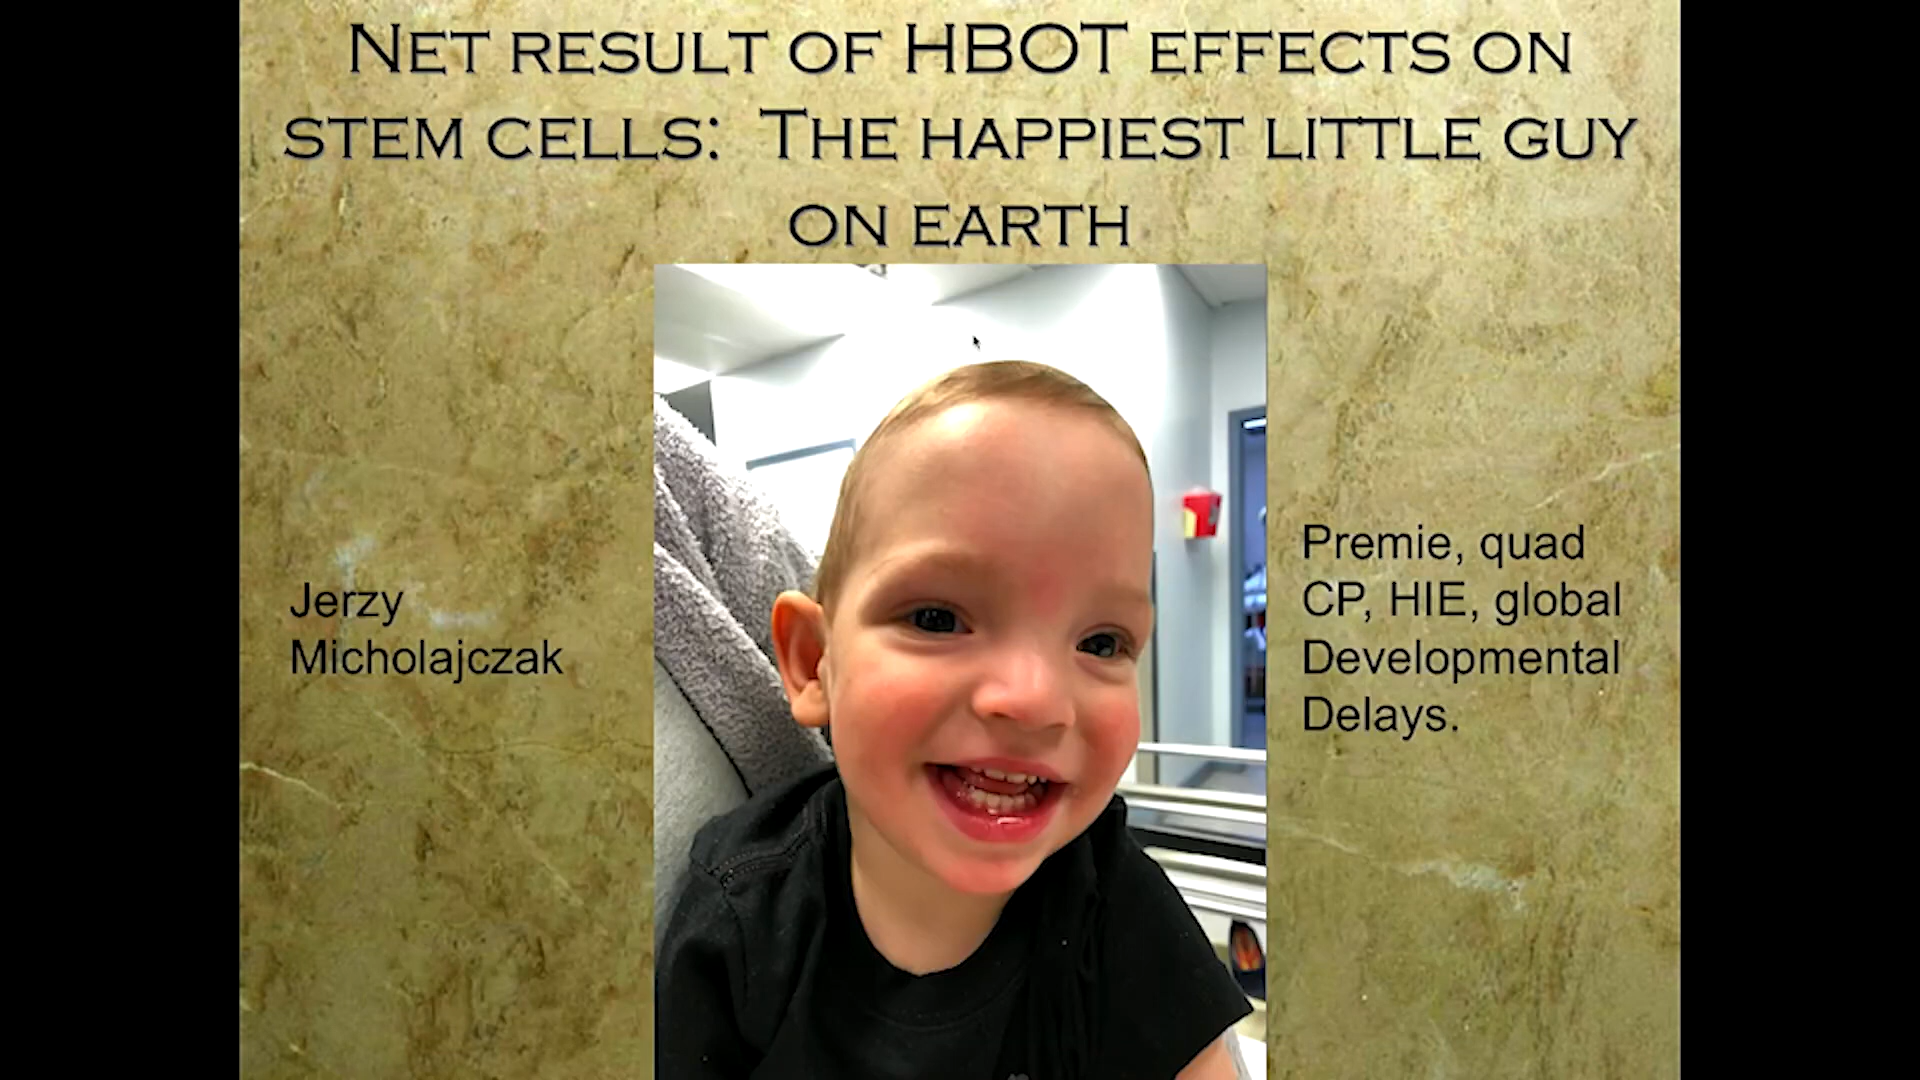 Net result of HBOT effects on
stem cells: The happiest little guy
on earth
Jerzy
Micholajczak
Premie, quad
CP, HIE, global
Developmental
Delays.